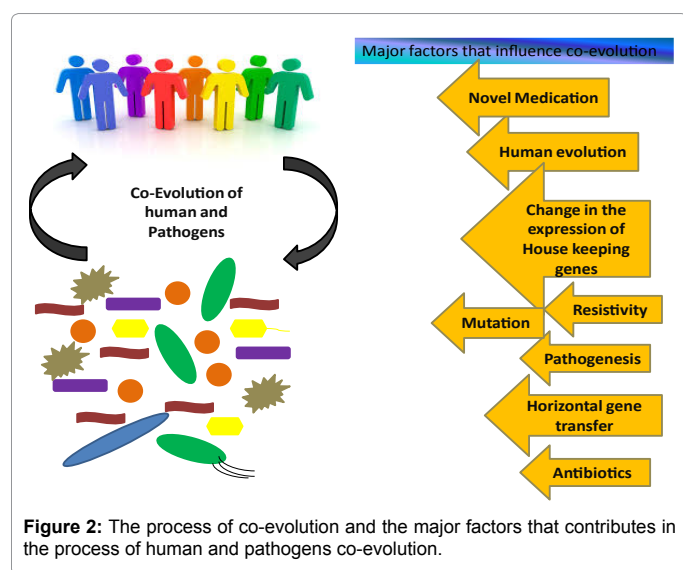 Major factors that influence co-evolution
Novel Medication
Human evolution
Co-Evolution of
human and
Pathogens
Change in the
expression of
House keeping
genes
Resistivity
Mutation
Pathogenesis
Horizontal gene
transfer
Antibiotics
Figure 2: The process of co-evolution and the major factors that contributes in
the process of human and pathogens co-evolution.